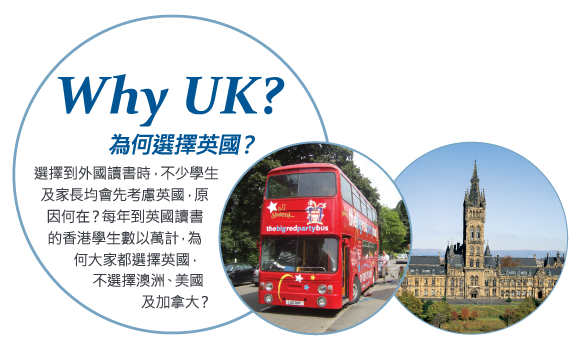 Why UK?
為何選擇英國？
選擇到外國讀書時，不少學生
及家長均會先考慮英國，原
因何在？每年到英國讀書
的香港學生數以萬計，為
何大家都選擇英國，
不選擇澳洲、美國
及加拿大？
all
aboard...
thebigredpartybus